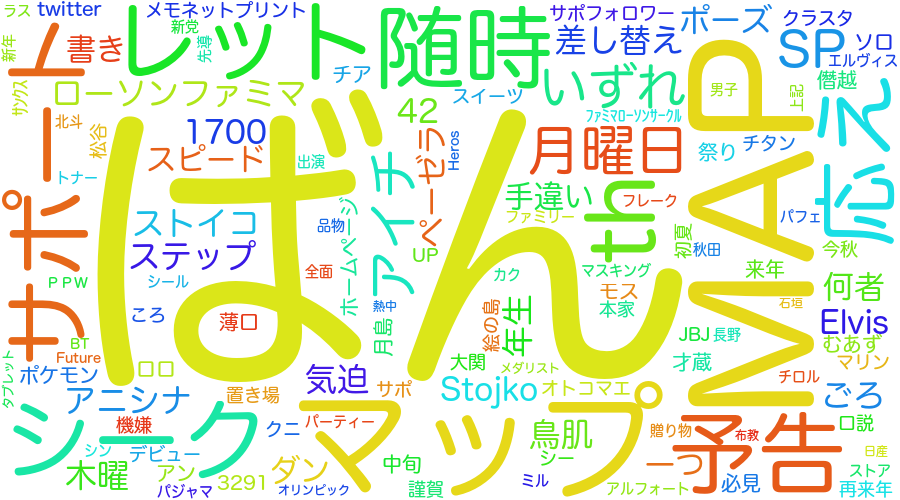 ラス
twitter
メモネットプリント
新党
先導
レット
随時
サポフォロワー
差し替え
ポーズ
クラスタ
SP
ソロ
エルヴィス
新年
書き
サポート
サックス
チア
ローソンファミマ
スイーツ
いずれ
男子
上記
僭越
応え
MAP
北斗
松谷
1700
42
ファミマローソンサークル
スピード
出演
ペーゼラ
Heros
月曜日
祭り
チタン
ばん
アイチ
手違い
th
フレーク
トナー
ストイコ
品物
ホームページ
ファミリー
初夏
パフェ
秋田
今秋
ステップ
UP
PPW
シール
全面
カク
マスキング
来年
何者
ころ
熱中
薄口
月島
絵の島
年生
モス
本家
石垣
Elvis
JBJ
長野
むあず
BT
Future
タブレット
ポケモン
口口
大関
メダリスト
才蔵
マリン
チロル
アニシナ
置き場
気迫
サポ
Stojko
オトコマエ
ごろ
シーク
機嫌
クニ
パーティー
マップ
鳥肌
贈り物
布教
予告
口説
シン
デビュー
ダン
中旬
シー
一つ
日産
木曜
アン
パジャマ
3291
オリンピック
謹賀
ミル
アルフォート
必見
ストア
再来年